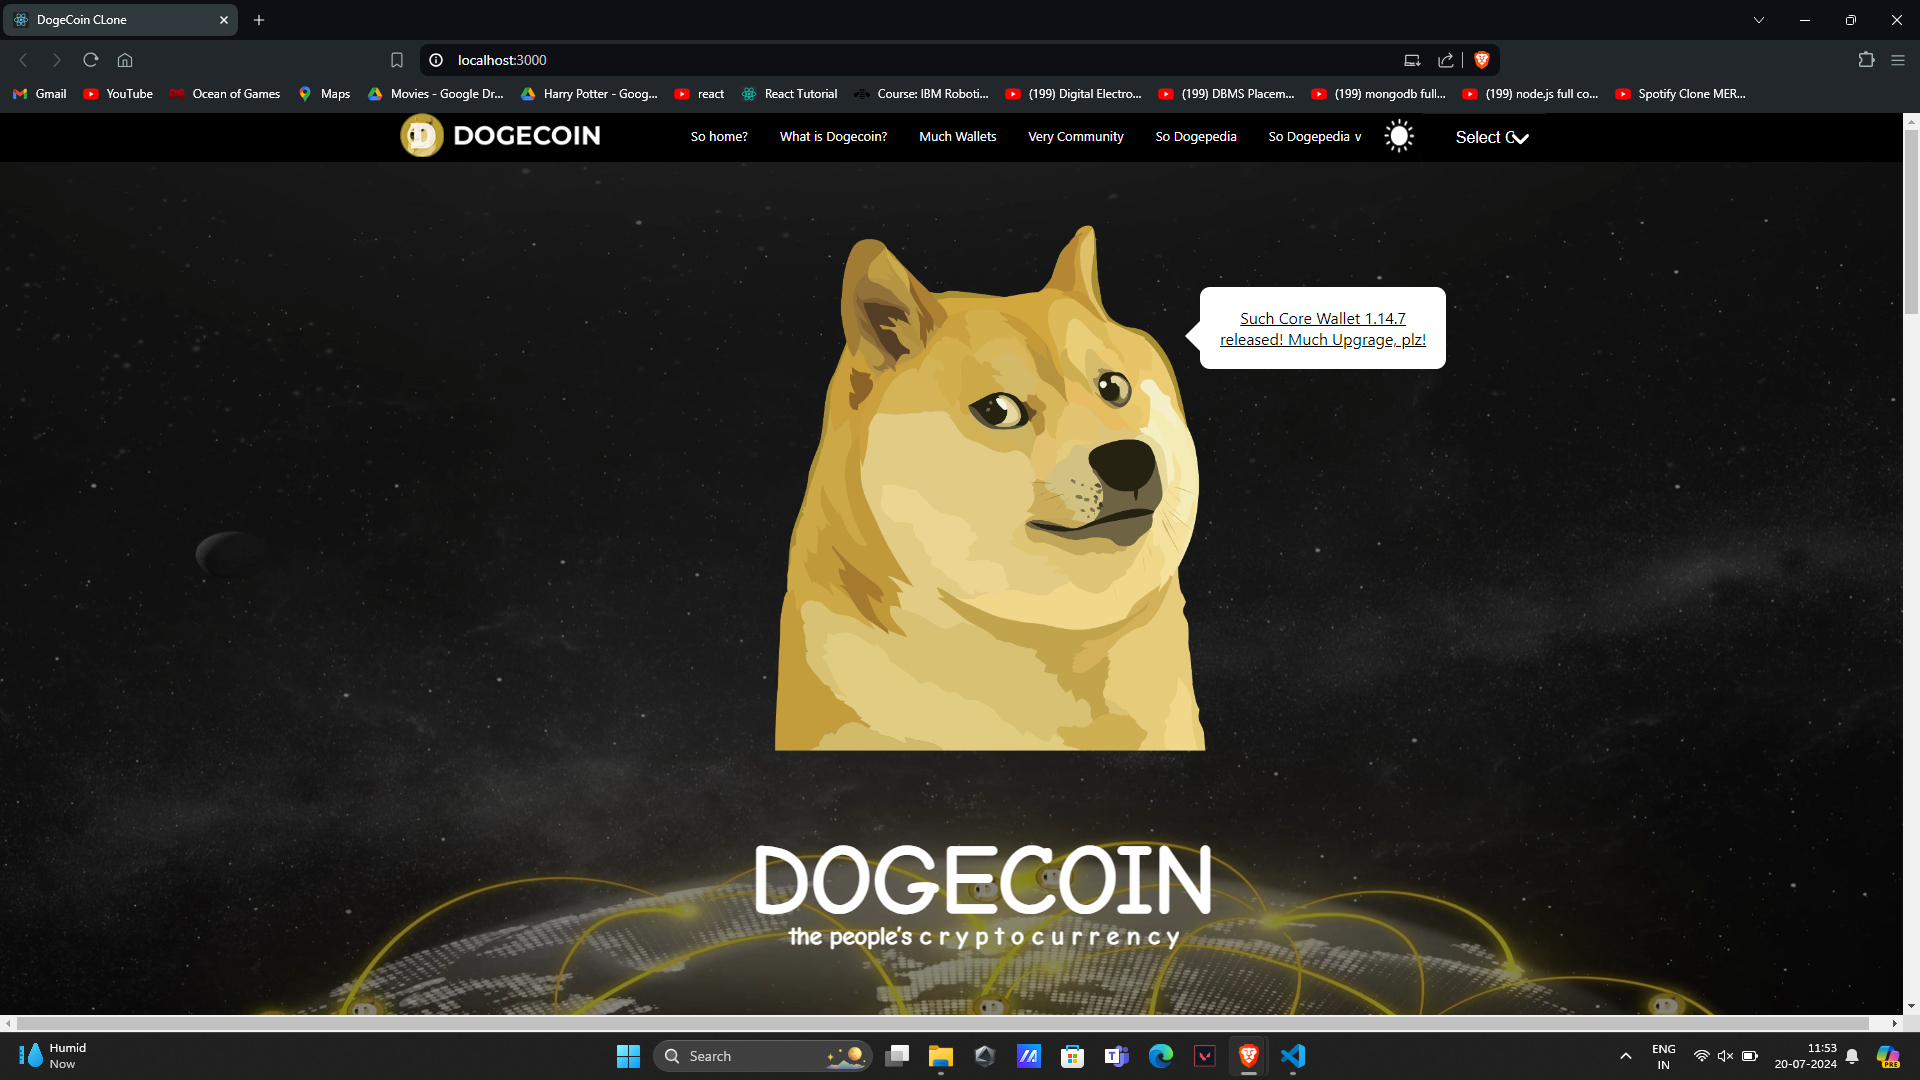 DogeCoin CLone
localhost:3000
Gmail
YouTube
Ocean of Games
Maps
Movies - Google Dr...
Harry Potter - Goog...
react
React Tutorial
Course: IBM Roboti...
(199) Digital Electro...
(199) DBMS Placem...
(199) mongodb full...
(199) node.js full co...
Spotify Clone MER...
D DOGECOIN
So home?
What is Dogecoin?
Much Wallets
Very Community
So Dogepedia
So Dogepedia v
Select C
Such Core Wallet 1.14.7
released! Much Upgrage, plz!
DOGECOIN
the people's cryptocurrency
Humid
Now
Search
ENG
IN
11:53
20-07-2024
PRE